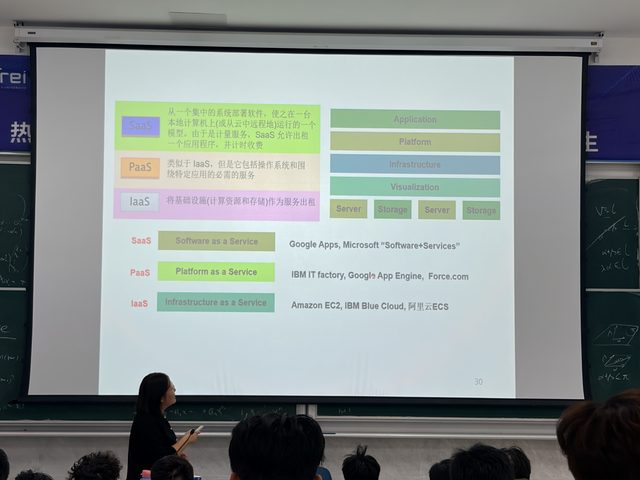 rei
热
生
SaaS
从一个集中的系统部署软件，使之在一台
本地计算机上(或从云中远程地)运行的一个
模型。由于是计量服务，SaaS 允许出租
一个应用程序，并计时收费
PaaS
类似于 IaaS，但是它包括操作系统和围
绕特定应用的必需的服务
IaaS
将基础设施(计算资源和存储)作为服务出租
Application
Platform
Infrastructure
Visualization
Server Storage Server Storage
SaaS Software as a Service Google Apps, Microsoft "Software+Services"
PaaS Platform as a Service IBM IT factory, Google App Engine, Force.com
IaaS Infrastructure as a Service Amazon EC2, IBM Blue Cloud, 阿里云ECS
30